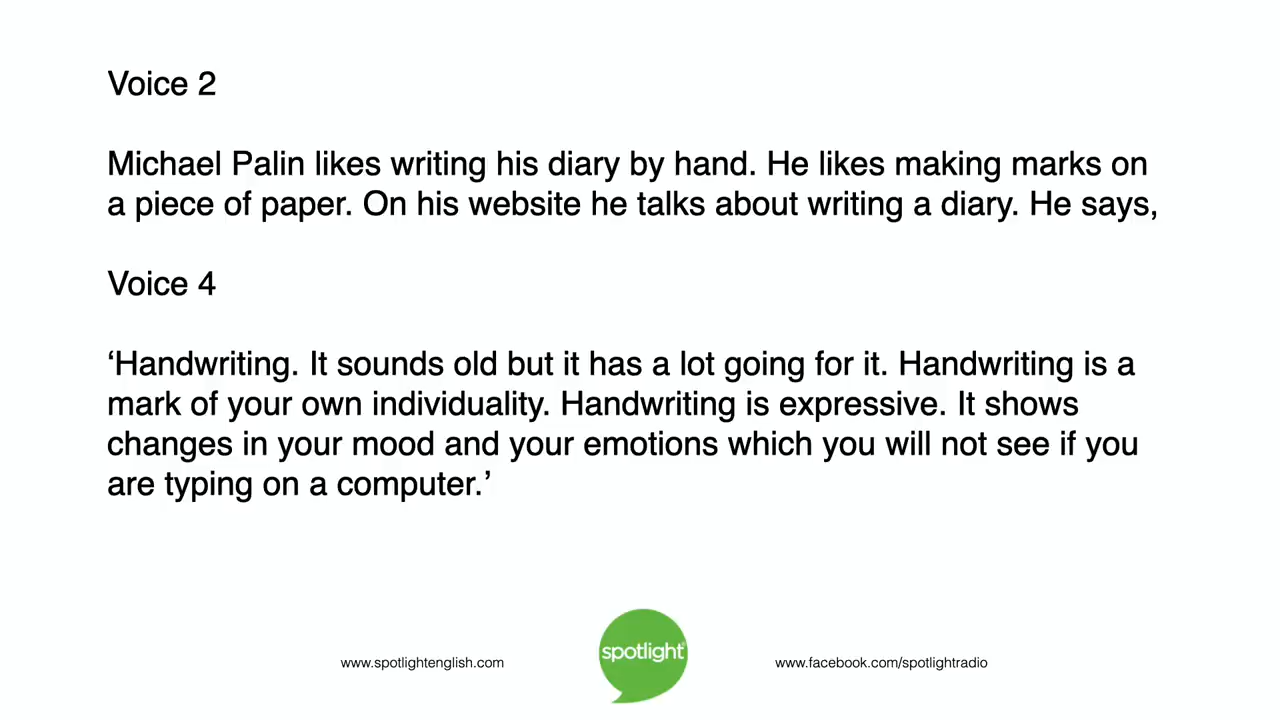 Voice 2
Michael Palin likes writing his diary by hand. He likes making marks on
a piece of paper. On his website he talks about writing a diary. He says,
Voice 4
‘Handwriting. It sounds old but it has a lot going for it. Handwriting is a
mark of your own individuality. Handwriting is expressive. It shows
changes in your mood and your emotions which you will not see if you
are typing on a computer.’
www.spotlightenglish.com
spotlight®
www.facebook.com/spotlightradio